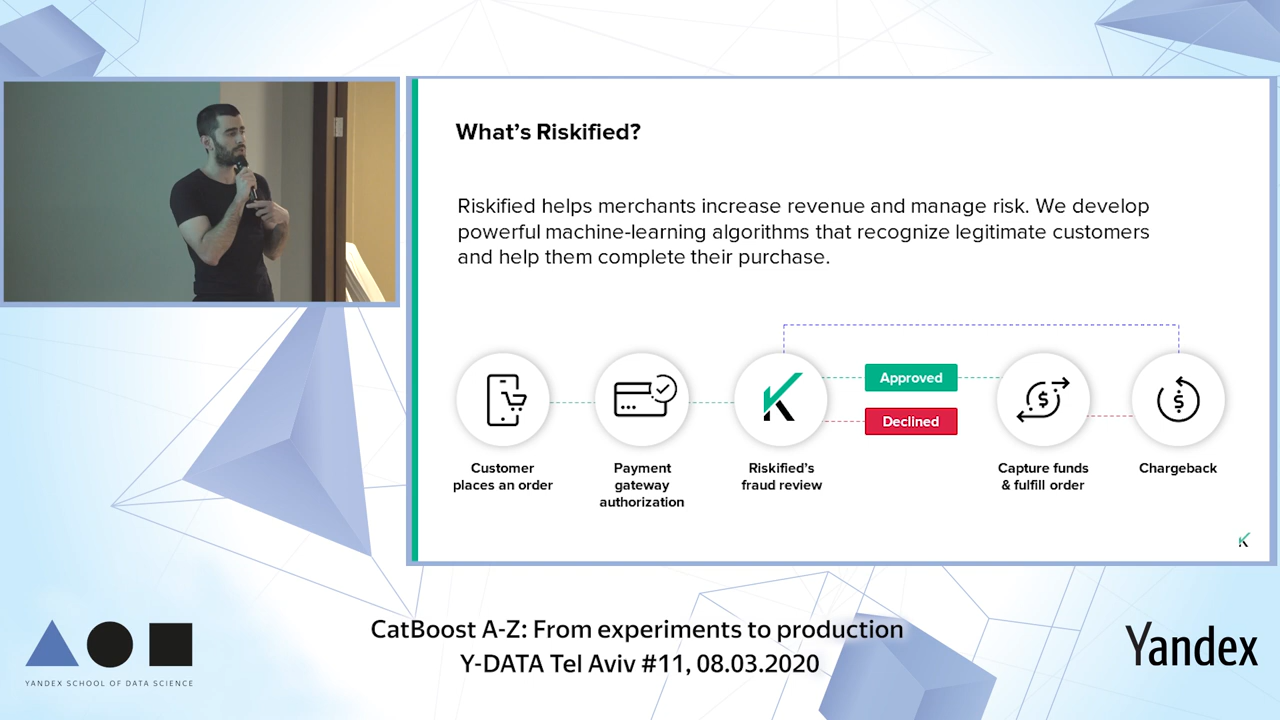 What's Riskified?
Riskified helps merchants increase revenue and manage risk. We develop
powerful machine-learning algorithms that recognize legitimate customers
and help them complete their purchase.
Approved
Declined
Customer
places an order
Payment
gateway
authorization
Riskified's
fraud review
Capture funds
& fulfill order
Chargeback
CatBoost A-Z: From experiments to production
Y-DATA Tel Aviv #11, 08.03.2020
YANDEX SCHOOL OF DATA SCIENCE
Yandex